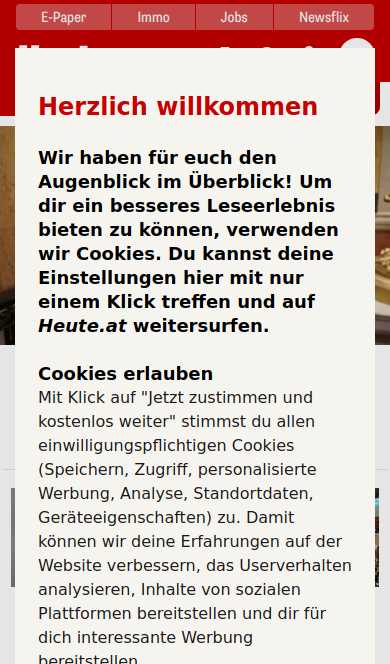 E-Paper
Immo
Jobs
Newsflix
Herzlich willkommen
Wir haben für euch den
Augenblick im Überblick! Um
dir ein besseres Leseerlebnis
bieten zu können, verwenden
wir Cookies. Du kannst deine
Einstellungen hier mit nur
einem Klick treffen und auf
Heute.at weitersurfen.
Cookies erlauben
Mit Klick auf "Jetzt zustimmen und
kostenlos weiter" stimmst du allen
einwilligungspflichtigen Cookies
(Speichern, Zugriff, personalisierte
Werbung, Analyse, Standortdaten,
Geräteeigenschaften) zu. Damit
können wir deine Erfahrungen auf der
Website verbessern, das Userverhalten
analysieren, Inhalte von sozialen
Plattformen bereitstellen und dir für
dich interessante Werbung
bereitstellen.